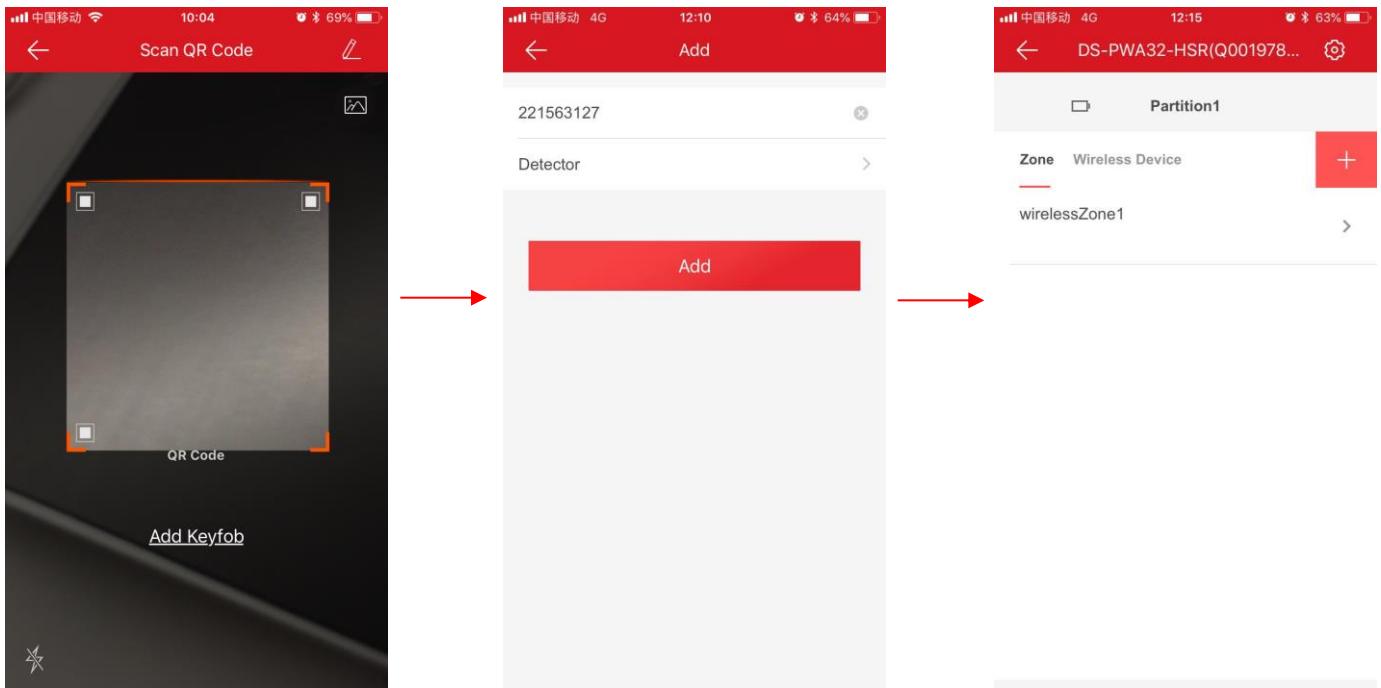 中国移动 10:04 69%
Scan QR Code
QR Code
Add Keyfob
中国移动 4G 12:10 64%
Add
221563127
Detector
Add
中国移动 4G 12:15 63%
DS-PWA32-HSR(Q001978...
Partition1
Zone Wireless Device
wirelessZone1